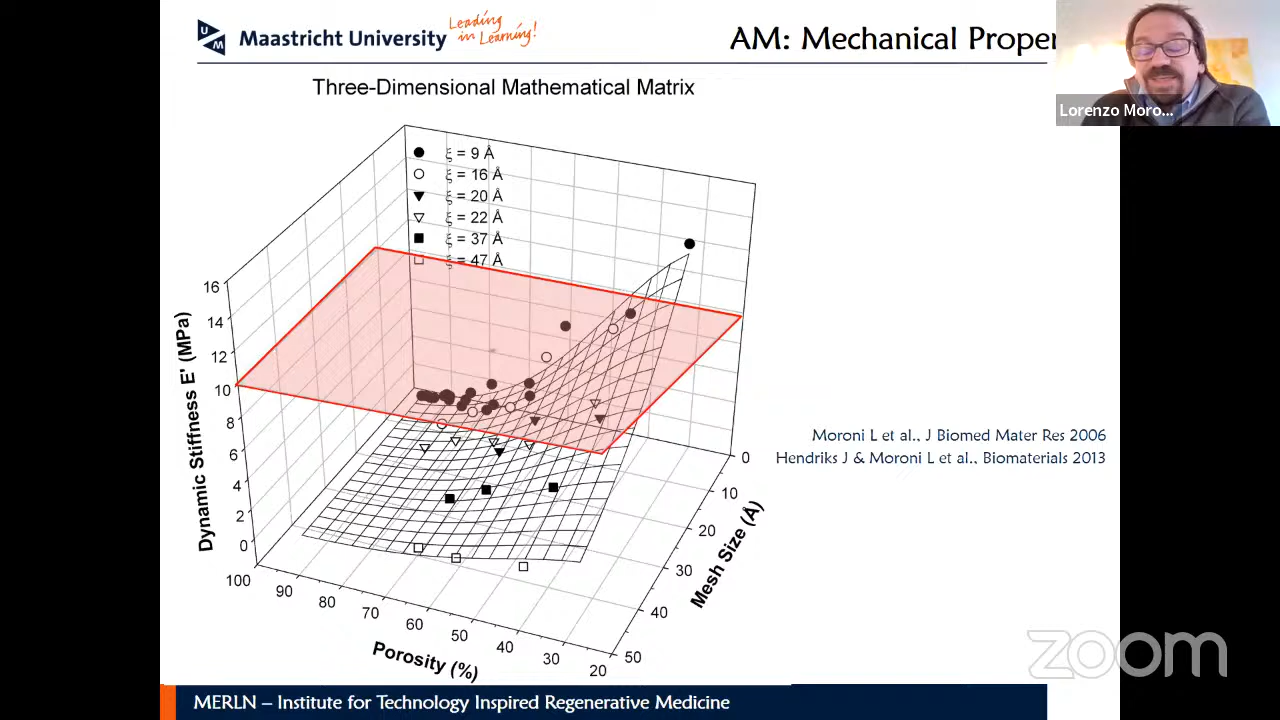 UM
Maastricht University
Leading
in Learning!
AM: Mechanical Proper
Lorenzo Moro...
Three-Dimensional Mathematical Matrix
ξ = 9 Å
ξ = 16 Å
ξ = 20 Å
ξ = 22 Å
ξ = 37 Å
ξ = 47 Å
Dynamic Stiffness E' (MPa)
16
14
12
10
8
6
4
2
0
100
90
80
70
60
50
40
30
20
Porosity (%)
0
10
20
30
40
50
Mesh Size (Å)
Moroni L et al., J Biomed Mater Res 2006
Hendriks J & Moroni L et al., Biomaterials 2013
zoom
MERLN – Institute for Technology Inspired Regenerative Medicine